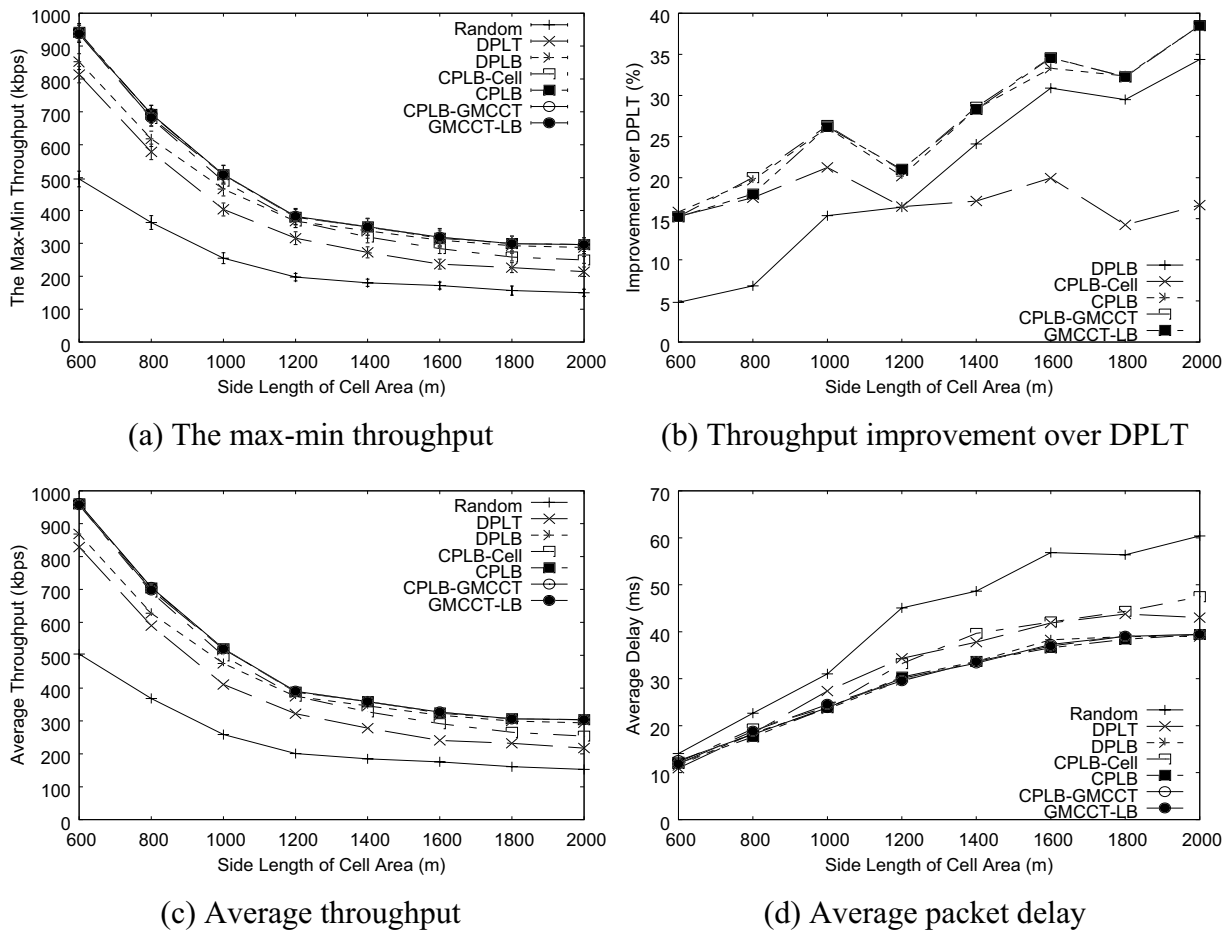 The Max-Min Throughput (kbps)
1000
900
800
700
600
500
400
300
200
100
0
600 800 1000 1200 1400 1600 1800 2000
Side Length of Cell Area (m)
Random
DPLT
DPLB
CPLB-Cell
CPLB
CPLB-GMCCT
GMCCT-LB
(a) The max-min throughput
Improvement over DPLT (%)
40
35
30
25
20
15
10
5
0
600 800 1000 1200 1400 1600 1800 2000
Side Length of Cell Area (m)
DPLB
CPLB-Cell
CPLB
CPLB-GMCCT
GMCCT-LB
(b) Throughput improvement over DPLT
Average Throughput (kbps)
1000
900
800
700
600
500
400
300
200
100
0
600 800 1000 1200 1400 1600 1800 2000
Side Length of Cell Area (m)
Random
DPLT
DPLB
CPLB-Cell
CPLB
CPLB-GMCCT
GMCCT-LB
(c) Average throughput
Average Delay (ms)
70
60
50
40
30
20
10
0
600 800 1000 1200 1400 1600 1800 2000
Side Length of Cell Area (m)
Random
DPLT
DPLB
CPLB-Cell
CPLB
CPLB-GMCCT
GMCCT-LB
(d) Average packet delay